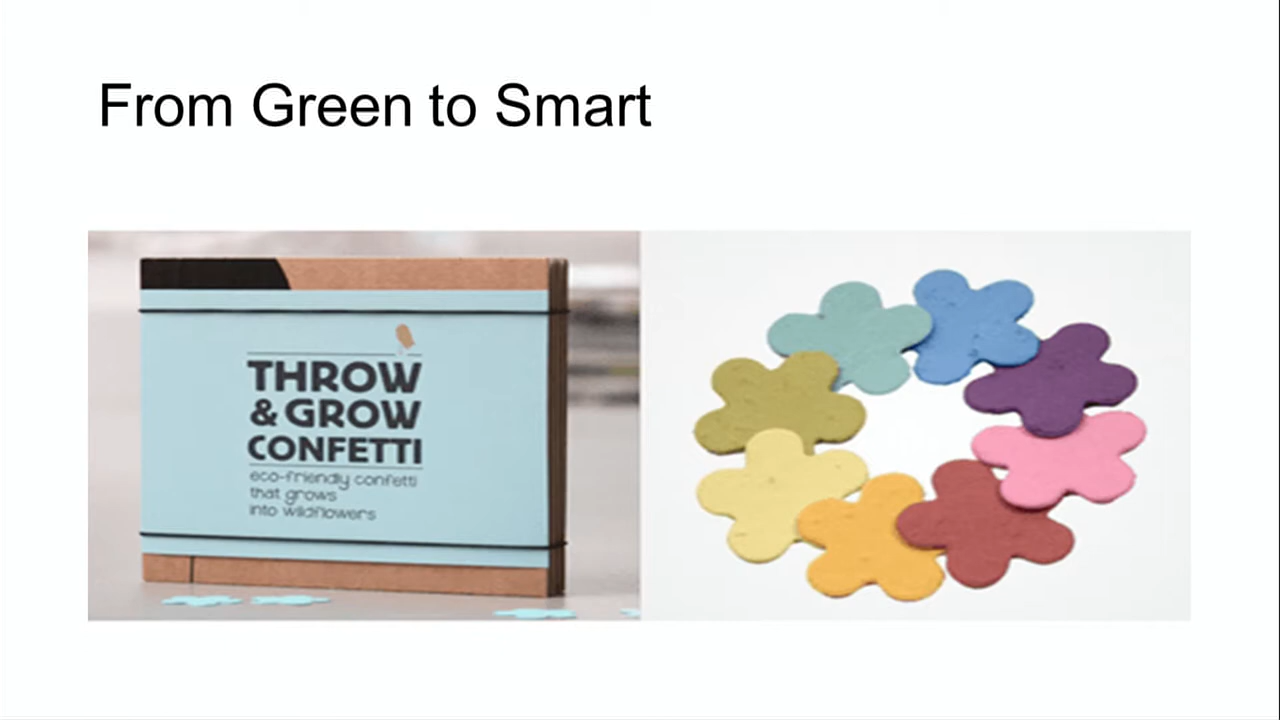 From Green to Smart
THROW
& GROW
CONFETTI
eco-friendly confetti
that grows
into wildflowers